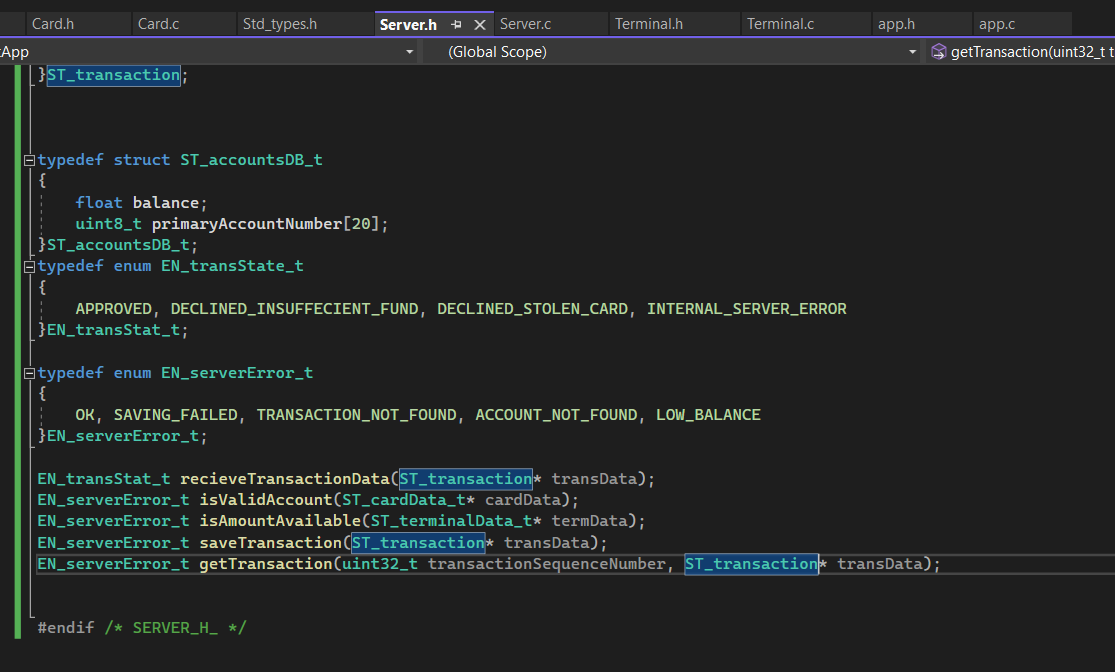 Card.h Card.c Std_types.h Server.h Server.c Terminal.h Terminal.c app.h app.c
App (Global Scope) getTransaction(uint32_t t
}ST_transaction;
typedef struct ST_accountsDB_t
{
    float balance;
    uint8_t primaryAccountNumber[20];
}ST_accountsDB_t;
typedef enum EN_transState_t
{
    APPROVED, DECLINED_INSUFFECIENT_FUND, DECLINED_STOLEN_CARD, INTERNAL_SERVER_ERROR
}EN_transStat_t;
typedef enum EN_serverError_t
{
    OK, SAVING_FAILED, TRANSACTION_NOT_FOUND, ACCOUNT_NOT_FOUND, LOW_BALANCE
}EN_serverError_t;
EN_transStat_t recieveTransactionData(ST_transaction* transData);
EN_serverError_t isValidAccount(ST_cardData_t* cardData);
EN_serverError_t isAmountAvailable(ST_terminalData_t* termData);
EN_serverError_t saveTransaction(ST_transaction* transData);
EN_serverError_t getTransaction(uint32_t transactionSequenceNumber, ST_transaction* transData);
#endif /* SERVER_H_ */